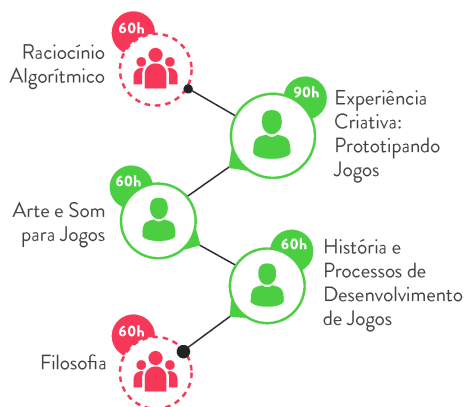 60h
Raciocínio
Algorítmico
90h
Experiência
Criativa:
Prototipando
Jogos
60h
Arte e Som
para Jogos
60h
História e
Processos de
Desenvolvimento
de Jogos
60h
Filosofia